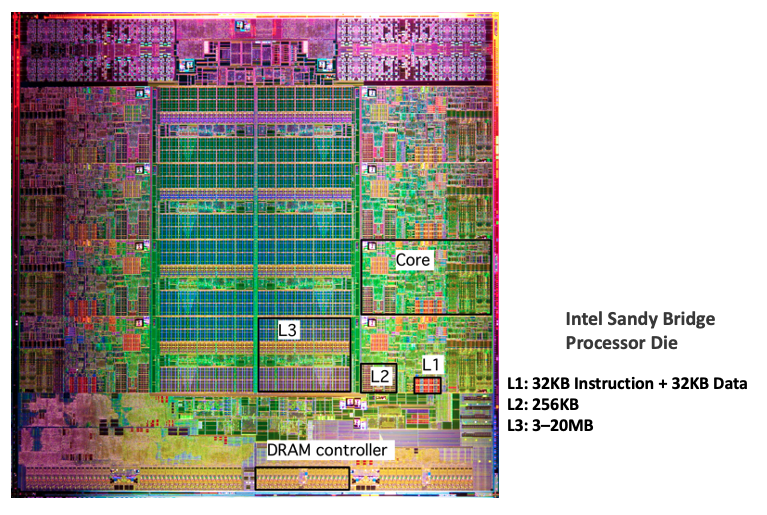 Core
L3
L2
L1
DRAM controller
Intel Sandy Bridge
Processor Die
L1: 32KB Instruction + 32KB Data
L2: 256KB
L3: 3–20MB